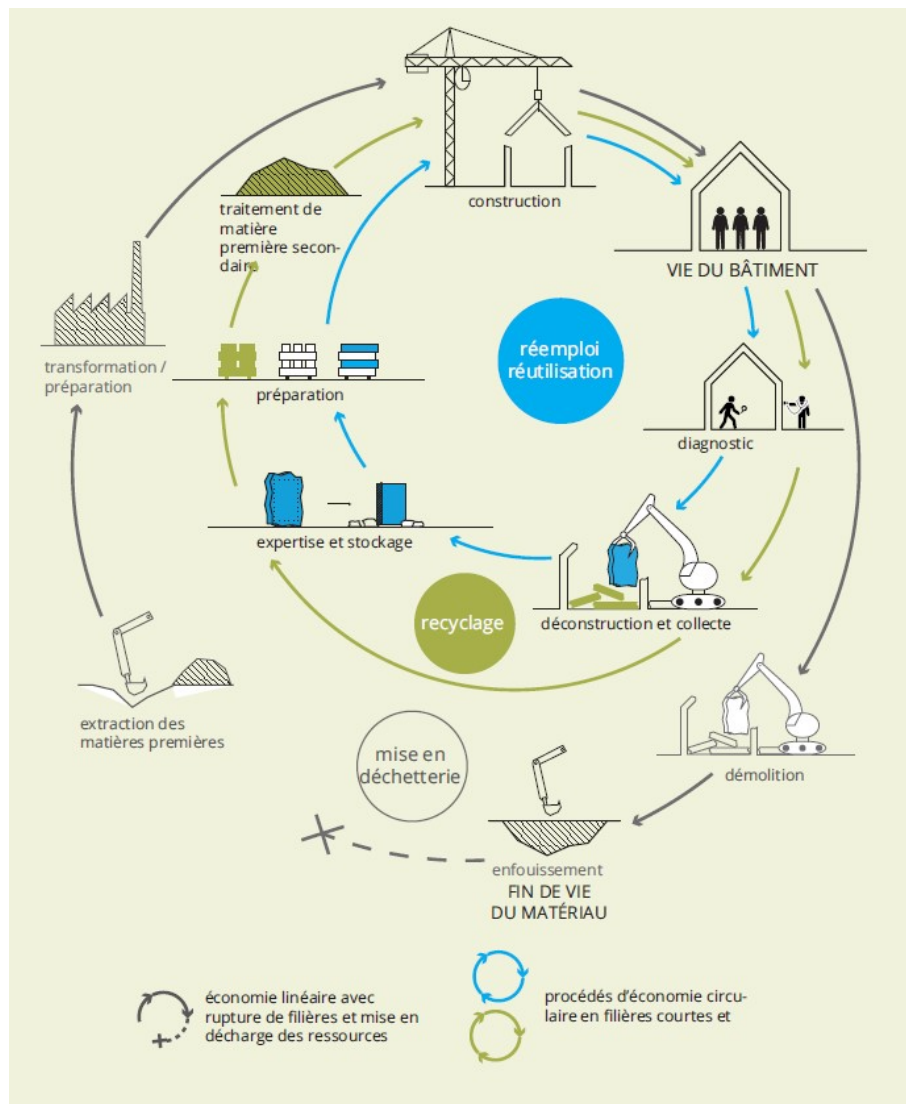 construction
traitement de
matière
première secon-
daire
VIE DU BÂTIMENT
transformation /
préparation
préparation
réemploi
réutilisation
diagnostic
expertise et stockage
recyclage
déconstruction et collecte
extraction des
matières premières
mise en
déchetterie
démolition
enfouissement
FIN DE VIE
DU MATÉRIAU
économie linéaire avec
rupture de filières et mise en
décharge des ressources
procédés d'économie circu-
laire en filières courtes et